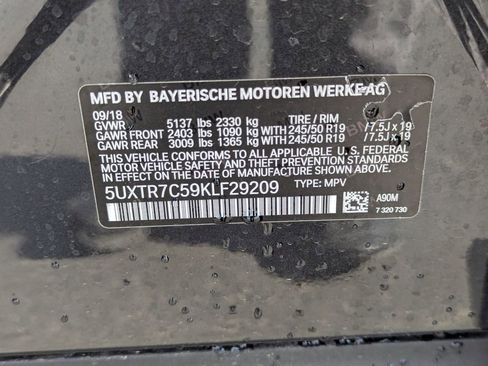 MFD BY BAYERISCHE MOTOREN WERKE AG
09/18
GVWR 5137 lbs 2330 kg TIRE / RIM
GAWR FRONT 2403 lbs 1090 kg WITH 245/50 R19 / 7.5J x 19
GAWR REAR 3009 lbs 1365 kg WITH 245/50 R19 / 7.5J x 19
THIS VEHICLE CONFORMS TO ALL APPLICABLE U.S. FEDERAL
MOTOR VEHICLE SAFETY, BUMPER, AND THEFT PREVENTION
STANDARDS IN EFFECT ON THE DATE OF MANUFACTURE SHOWN ABOVE.
5UXTR7C59KLF29209 TYPE: MPV
A90M
7 320 730